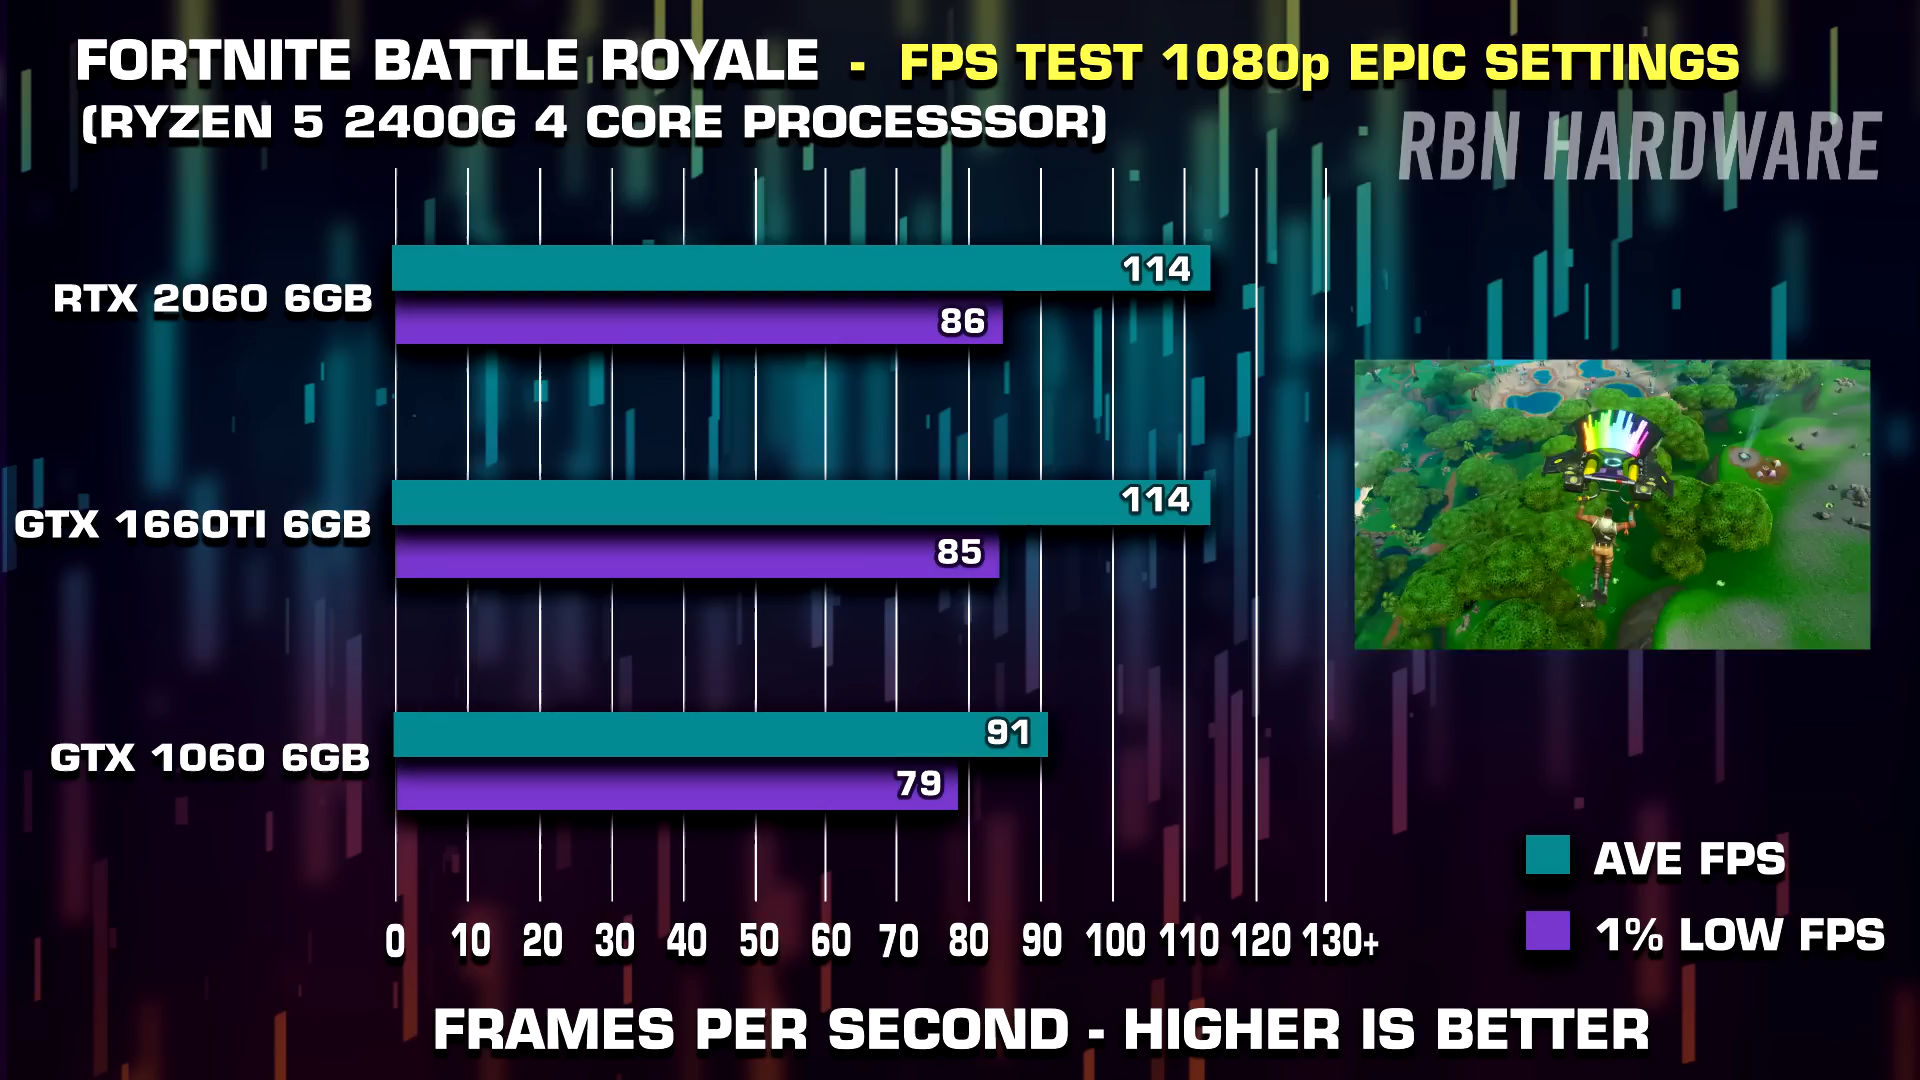 FORTNITE BATTLE ROYALE - FPS TEST 1080p EPIC SETTINGS
(RYZEN 5 2400G 4 CORE PROCESSSOR)
RBN HARDWARE
RTX 2060 6GB
114
86
GTX 1660TI 6GB
114
85
GTX 1060 6GB
91
79
AVE FPS
1% LOW FPS
0 10 20 30 40 50 60 70 80 90 100 110 120 130+
FRAMES PER SECOND - HIGHER IS BETTER